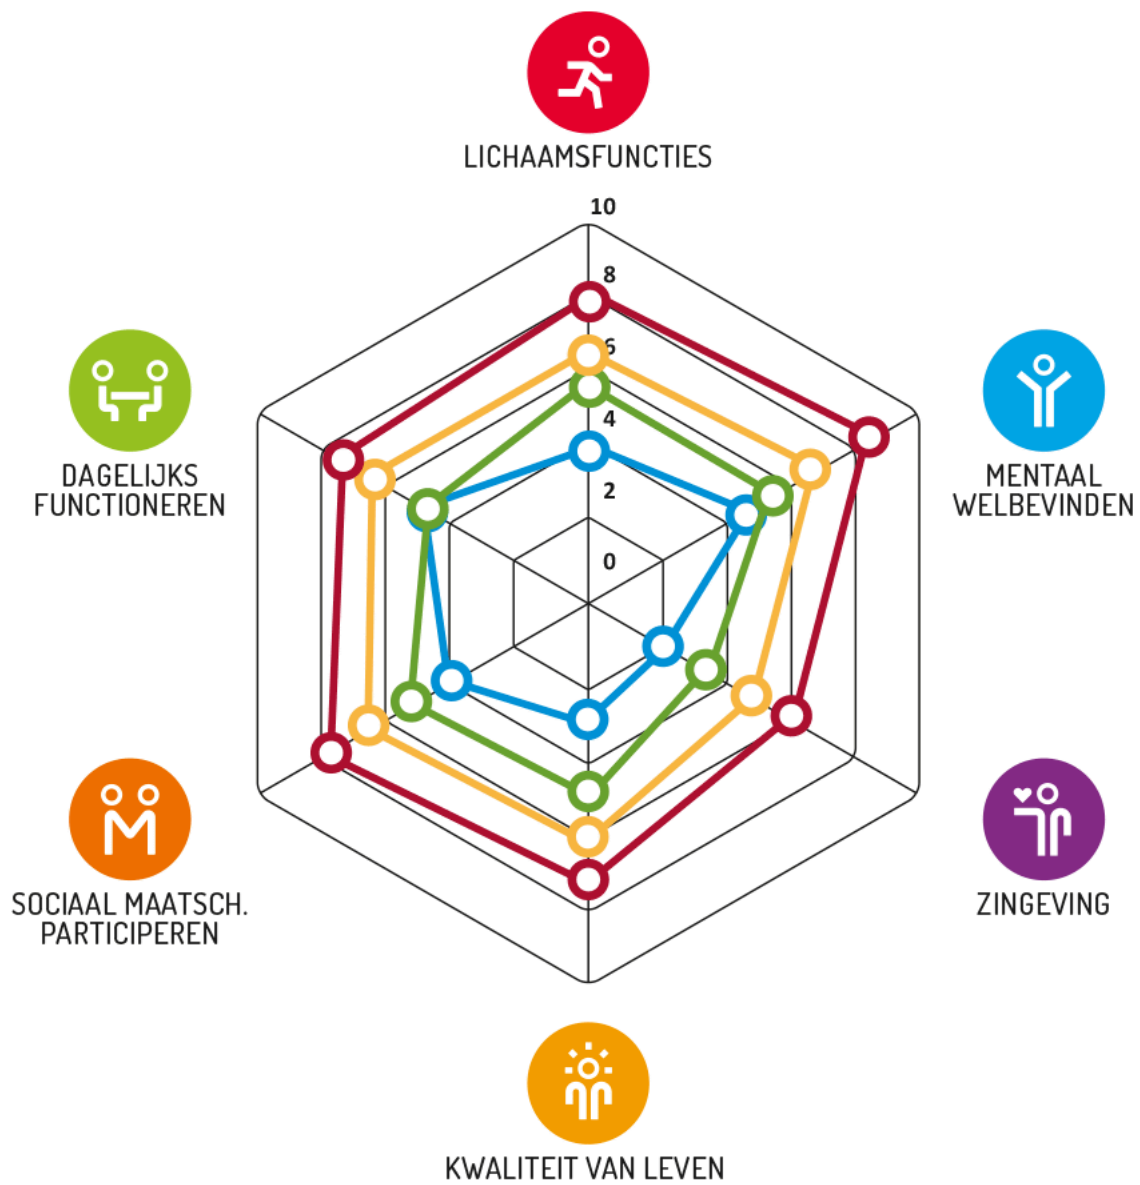 LICHAAMSFUNCTIES
10
8
6
4
2
0
MENTAAL
WELBEVINDEN
ZINGEVING
KWALITEIT VAN LEVEN
SOCIAAL MAATSCH.
PARTICIPEREN
DAGELIJKS
FUNCTIONEREN